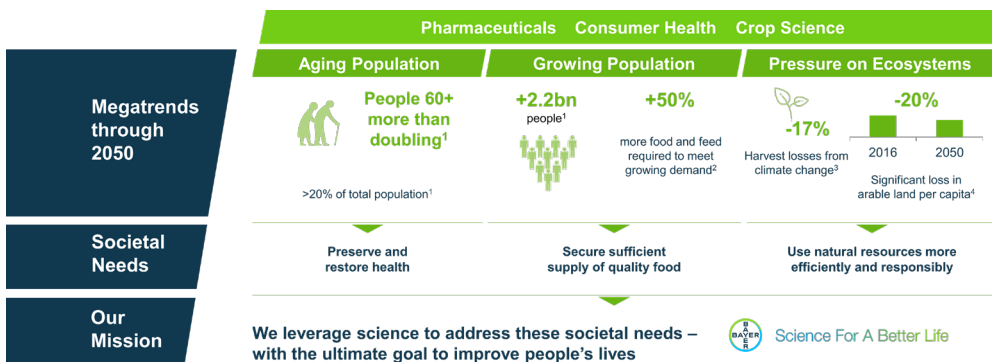 Pharmaceuticals Consumer Health Crop Science
Megatrends
through
2050
Aging Population
People 60+
more than
doubling¹
>20% of total population¹
Growing Population
+2.2bn
people¹
+50%
more food and feed
required to meet
growing demand²
Pressure on Ecosystems
-17%
Harvest losses from
climate change³
-20%
2016 2050
Significant loss in
arable land per capita⁴
Societal
Needs
Preserve and
restore health
Secure sufficient
supply of quality food
Use natural resources more
efficiently and responsibly
Our
Mission
We leverage science to address these societal needs –
with the ultimate goal to improve people's lives
BAYER
BAYER
Science For A Better Life